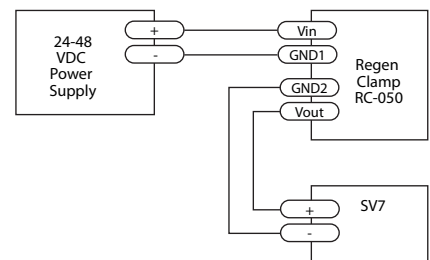 24-48
VDC
Power
Supply
+
-
Vin
GND1
GND2
Vout
Regen
Clamp
RC-050
+
-
SV7